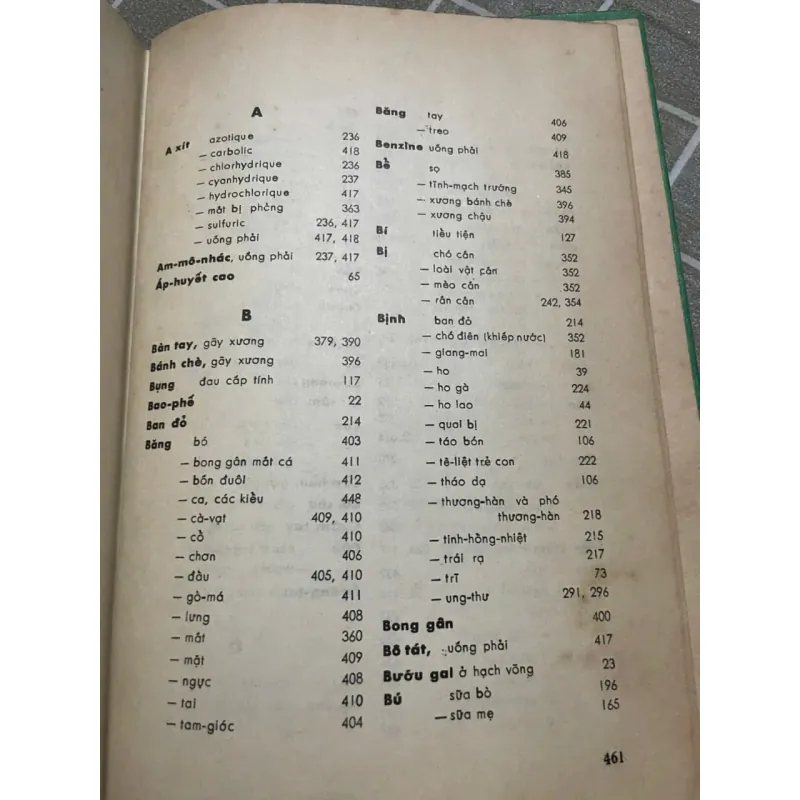 A
A xít azotique 236
— carbolic 418
— chlorhydrique 236
— cyanhydrique 237
— hydrochlorique 417
— mắt bị phỏng 363
— sulfuric 236, 417
— uống phải 417, 418
Am-mô-nhác, uống phải 237, 417
Áp-huyết cao 65
B
Bàn tay, gãy xương 379, 390
Bánh chè, gãy xương 396
Bụng đau cấp tính 117
Bao-phế 22
Ban đỏ 214
Băng bó 403
— bong gân mắt cá 411
— bốn đuôi 412
— ca, các kiểu 448
— cà-vạt 409, 410
— cổ 410
— chơn 406
— đầu 405, 410
— gò-má 411
— lưng 408
— mắt 360
— mặt 409
— ngực 408
— tai 410
— tam-giác 404
Băng tay 406
— treo 409
Benzine uống phải 418
Bể sọ 385
— tĩnh-mạch trướng 345
— xương bánh chè 396
— xương chậu 394
Bí tiểu tiện 127
Bị chó cắn 352
— loài vật cắn 352
— mèo cắn 352
— rắn cắn 242, 354
Bịnh ban đỏ 214
— chó điên (khiếp nước) 352
— giang-mai 181
— ho 39
— ho gà 224
— ho lao 44
— quai bị 221
— táo bón 106
— tê-liệt trẻ con 222
— tháo dạ 106
— thương-hàn và phó
thương-hàn 218
— tinh-hồng-nhiệt 215
— trái rạ 217
— trĩ 73
— ung-thư 291, 296
Bong gân 400
Bồ tát, uống phải 417
Bướu gai ở hạch võng 23
Bú sữa bò 196
— sữa mẹ 165
461